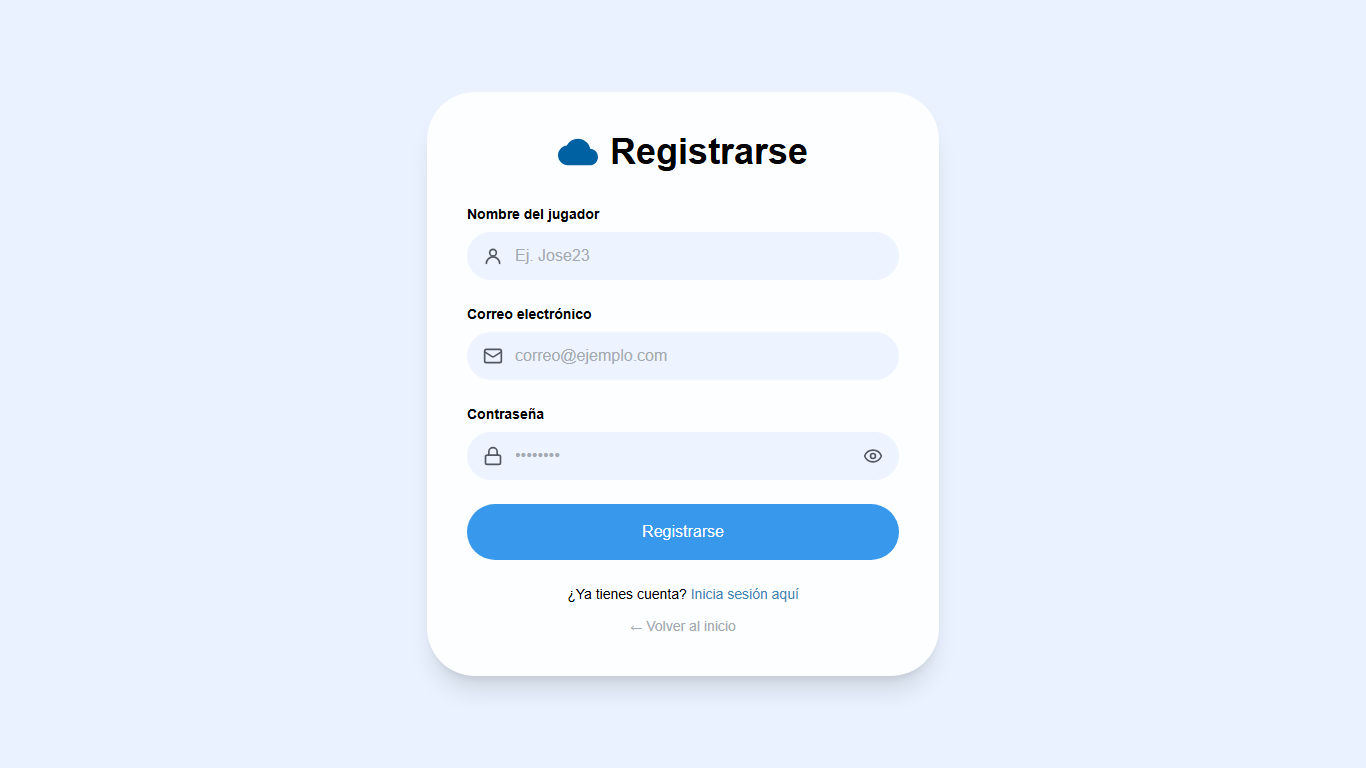 Registrarse
Nombre del jugador
Ej. Jose23
Correo electrónico
correo@ejemplo.com
Contraseña
••••••••
Registrarse
¿Ya tienes cuenta? Inicia sesión aquí
← Volver al inicio